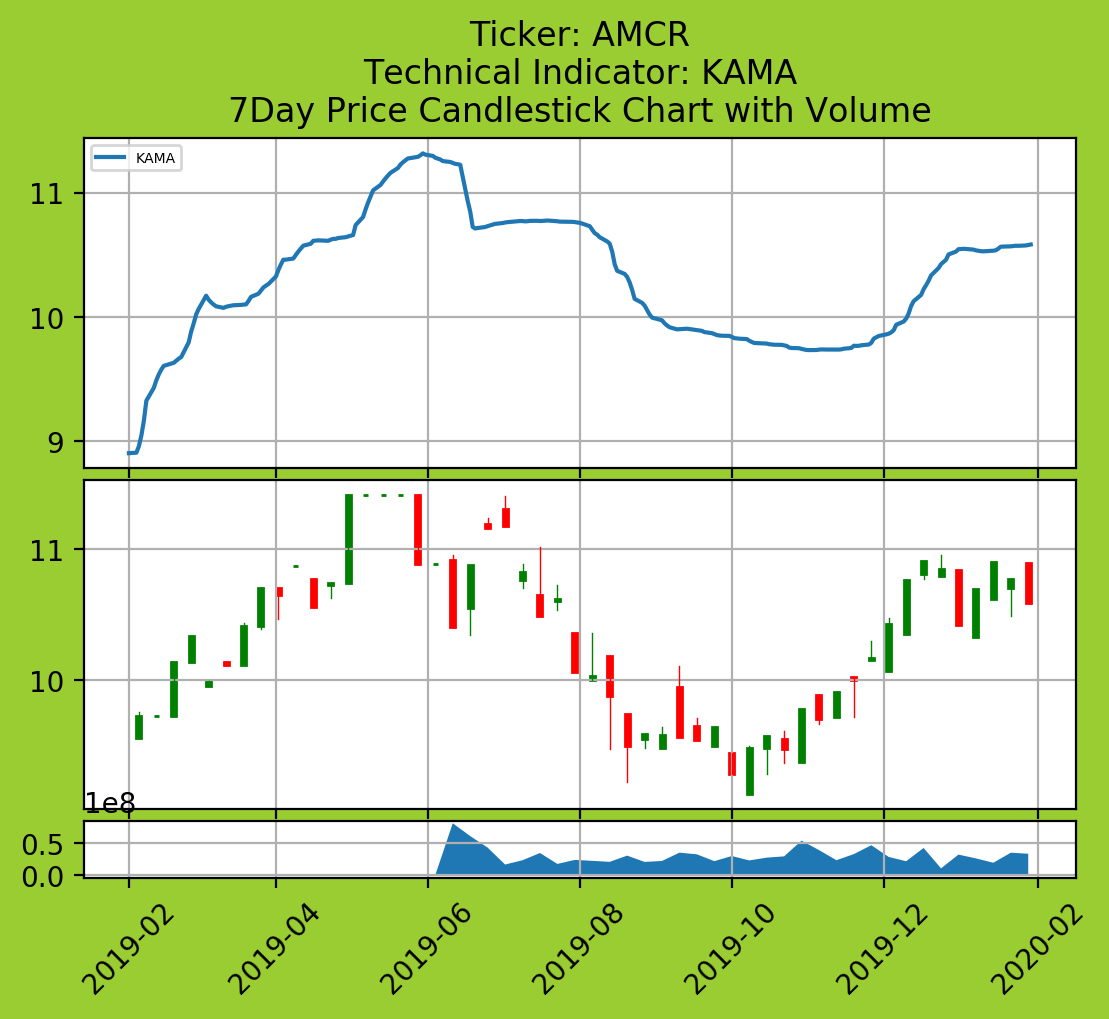 Ticker: AMCR
Technical Indicator: KAMA
7Day Price Candlestick Chart with Volume
KAMA
11
10
9
11
10
1e8
0.5
0.0
2019-02
2019-04
2019-06
2019-08
2019-10
2019-12
2020-02